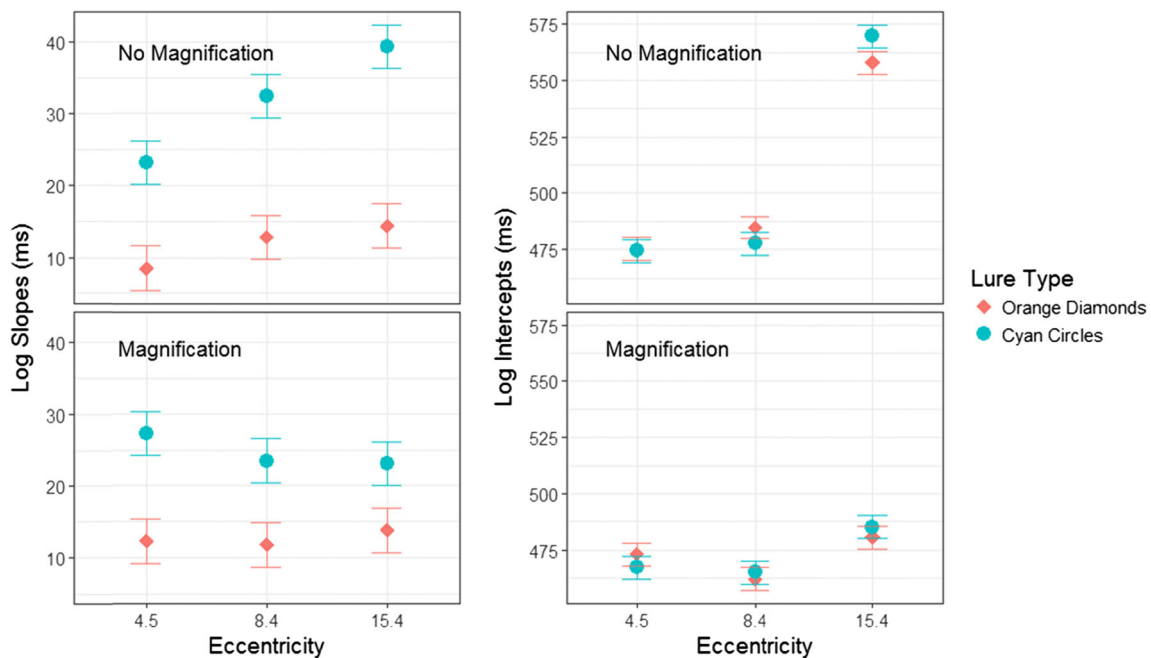 No Magnification
40
30
20
10
Magnification
40
30
20
10
4.5
8.4
15.4
Eccentricity
Log Slopes (ms)
No Magnification
575
550
525
500
475
Magnification
575
550
525
500
475
4.5
8.4
15.4
Eccentricity
Log Intercepts (ms)
Lure Type
Orange Diamonds
Cyan Circles